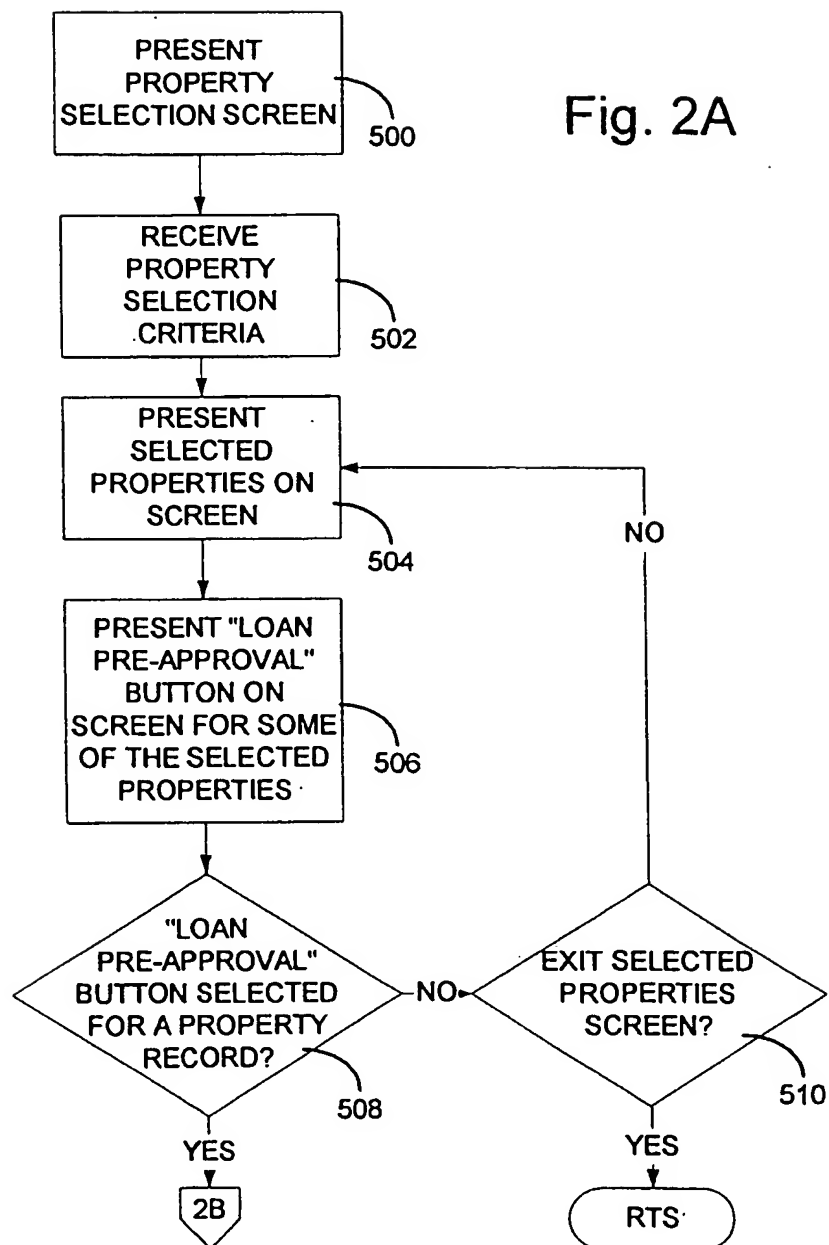 PRESENT
PROPERTY
SELECTION SCREEN
500
Fig. 2A
RECEIVE
PROPERTY
SELECTION
CRITERIA
502
PRESENT
SELECTED
PROPERTIES ON
SCREEN
504
NO
PRESENT "LOAN
PRE-APPROVAL"
BUTTON ON
SCREEN FOR SOME
OF THE SELECTED
PROPERTIES
506
"LOAN
PRE-APPROVAL"
BUTTON SELECTED
FOR A PROPERTY
RECORD?
508
NO
EXIT SELECTED
PROPERTIES
SCREEN?
510
YES
2B
YES
RTS